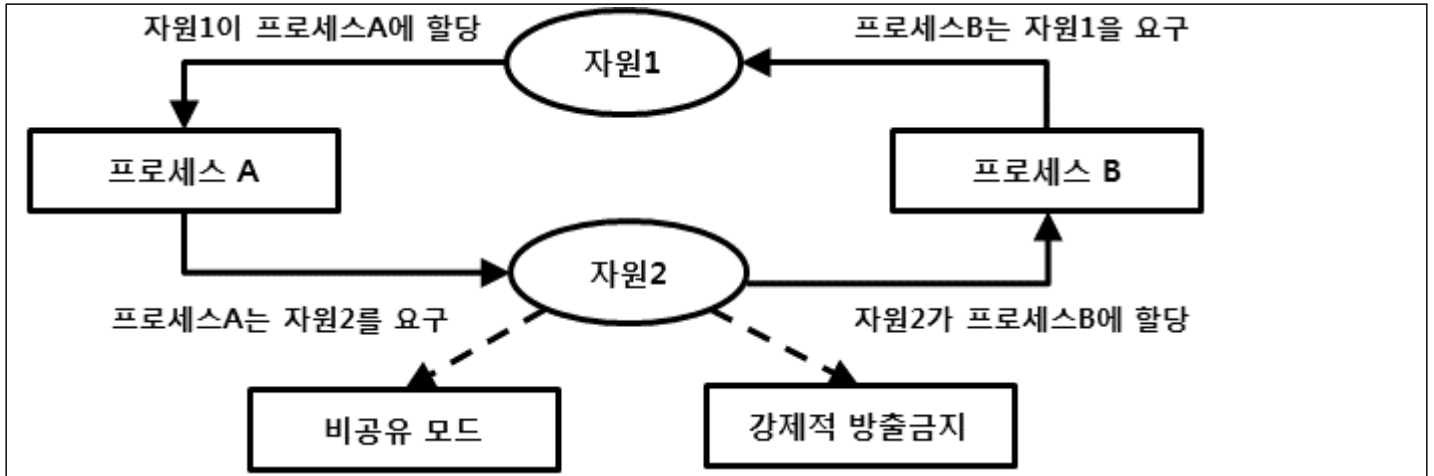 자원1이 프로세스A에 할당
자원1
프로세스B는 자원1을 요구
프로세스 A
프로세스 B
자원2
프로세스A는 자원2를 요구
자원2가 프로세스B에 할당
비공유 모드
강제적 방출금지